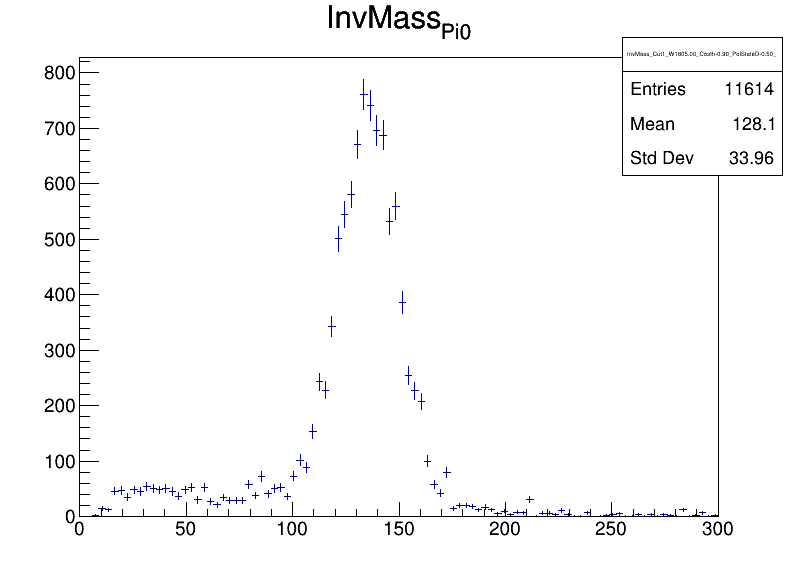 InvMass_Pi0
InvMass_Cut1_W1605.00_Costh-0.90_PolStateD-0.50_
Entries 11614
Mean 128.1
Std Dev 33.96
800
700
600
500
400
300
200
100
0
0 50 100 150 200 250 300